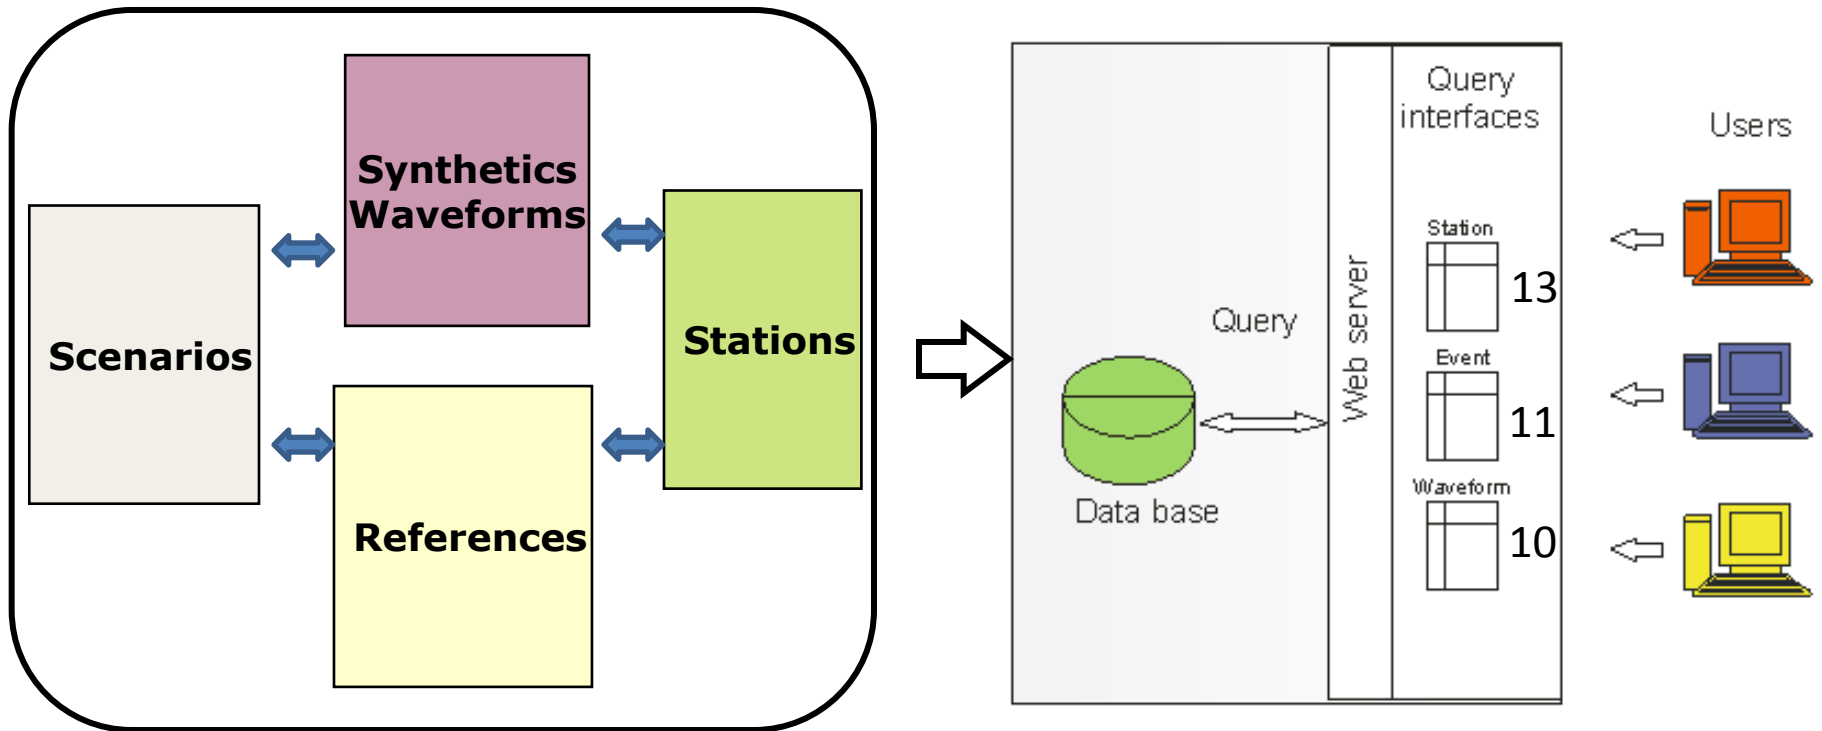 Synthetics
Waveforms
Scenarios
Stations
References
Query
Data base
Web server
Query
interfaces
Station
13
Event
11
Waveform
10
Users